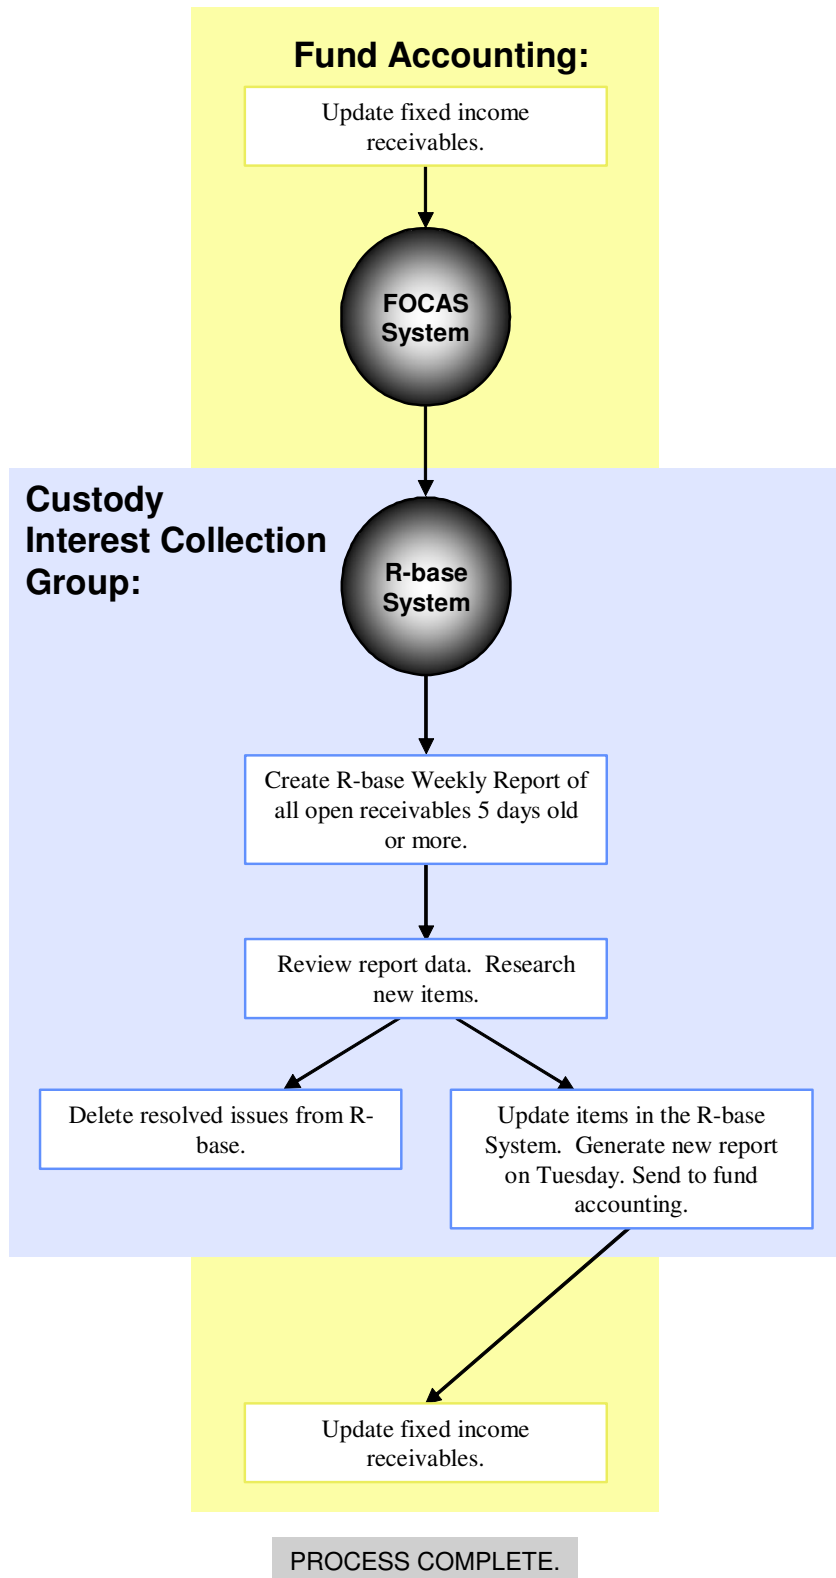 Fund Accounting:
Update fixed income
receivables.
FOCAS
System
Custody
Interest Collection
Group:
R-base
System
Create R-base Weekly Report of
all open receivables 5 days old
or more.
Review report data.  Research
new items.
Delete resolved issues from R-
base.
Update items in the R-base
System.  Generate new report
on Tuesday. Send to fund
accounting.
Update fixed income
receivables.
PROCESS COMPLETE.